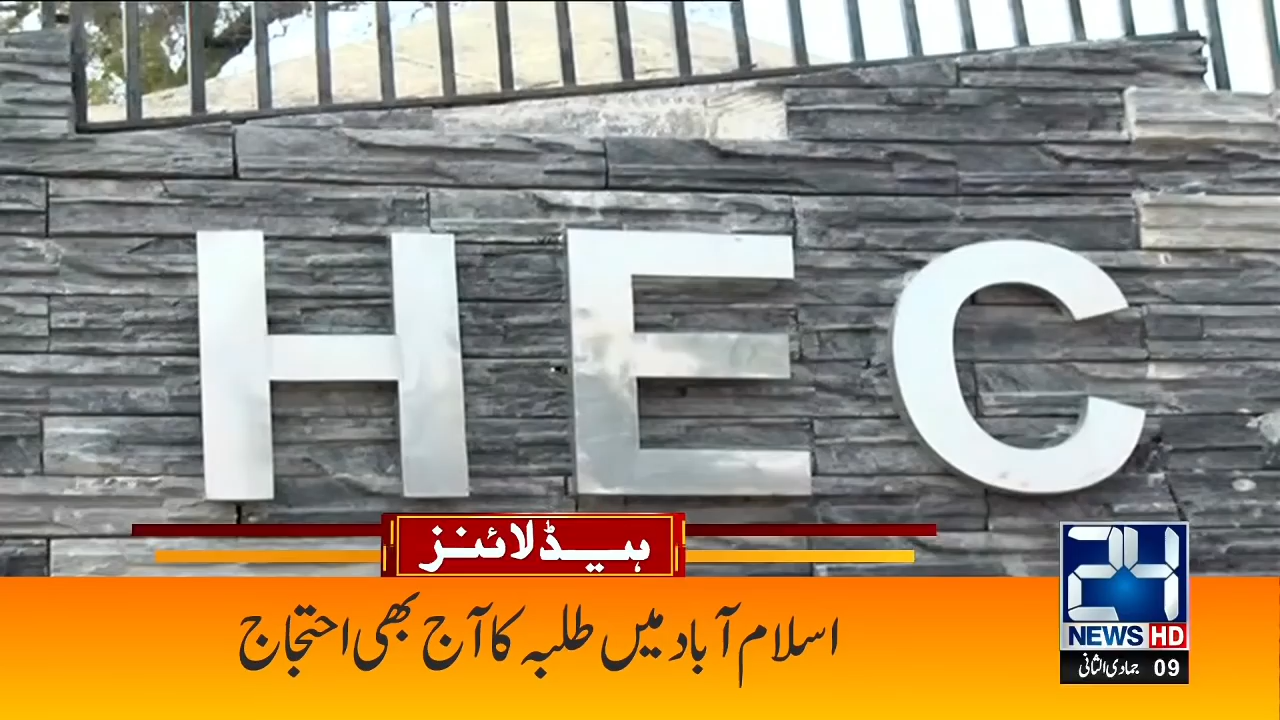 HEC
ہیڈلائنز
اسلام آباد میں طلبہ کا آج بھی احتجاج
24
NEWS HD
09 جمادی الثانی